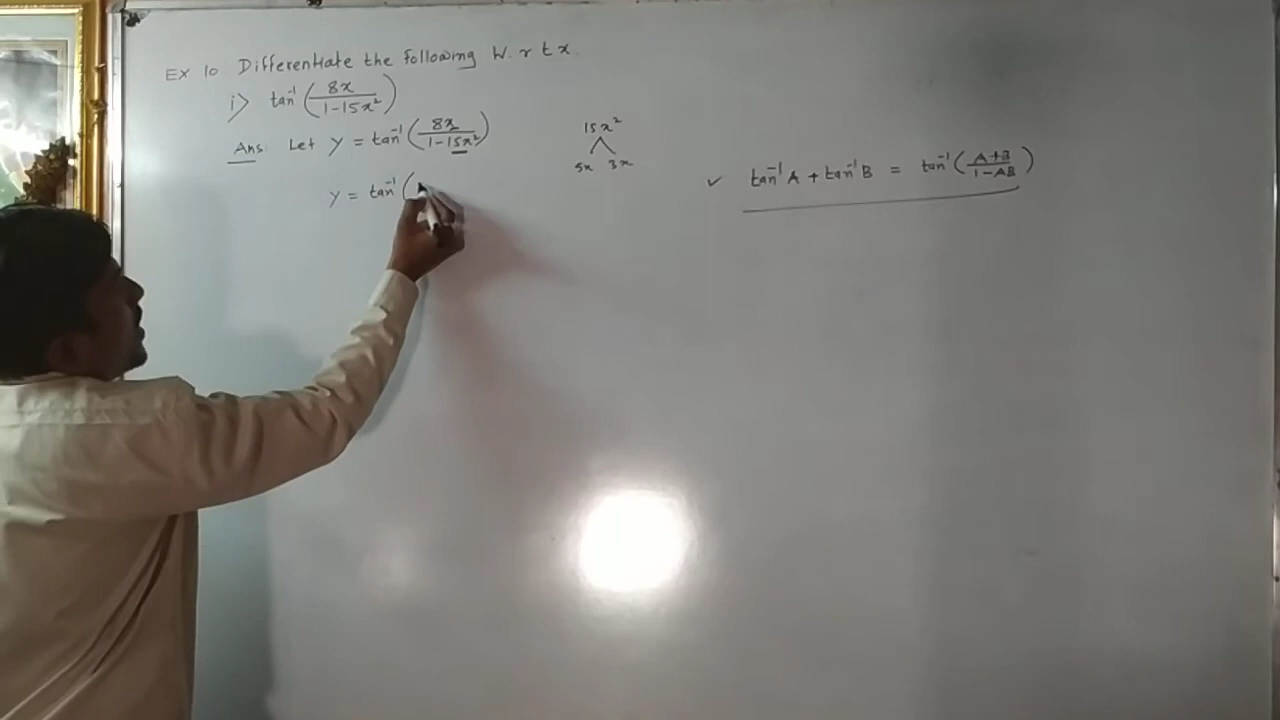 Ex 10 Differentiate the following W.r t x.
i> tan⁻¹(8x/(1-15x²))
Ans: Let y = tan⁻¹(8x/(1-15x²))
y = tan⁻¹(
15x²
5x 3x
✓ tan⁻¹A + tan⁻¹B = tan⁻¹((A+B)/(1-AB))